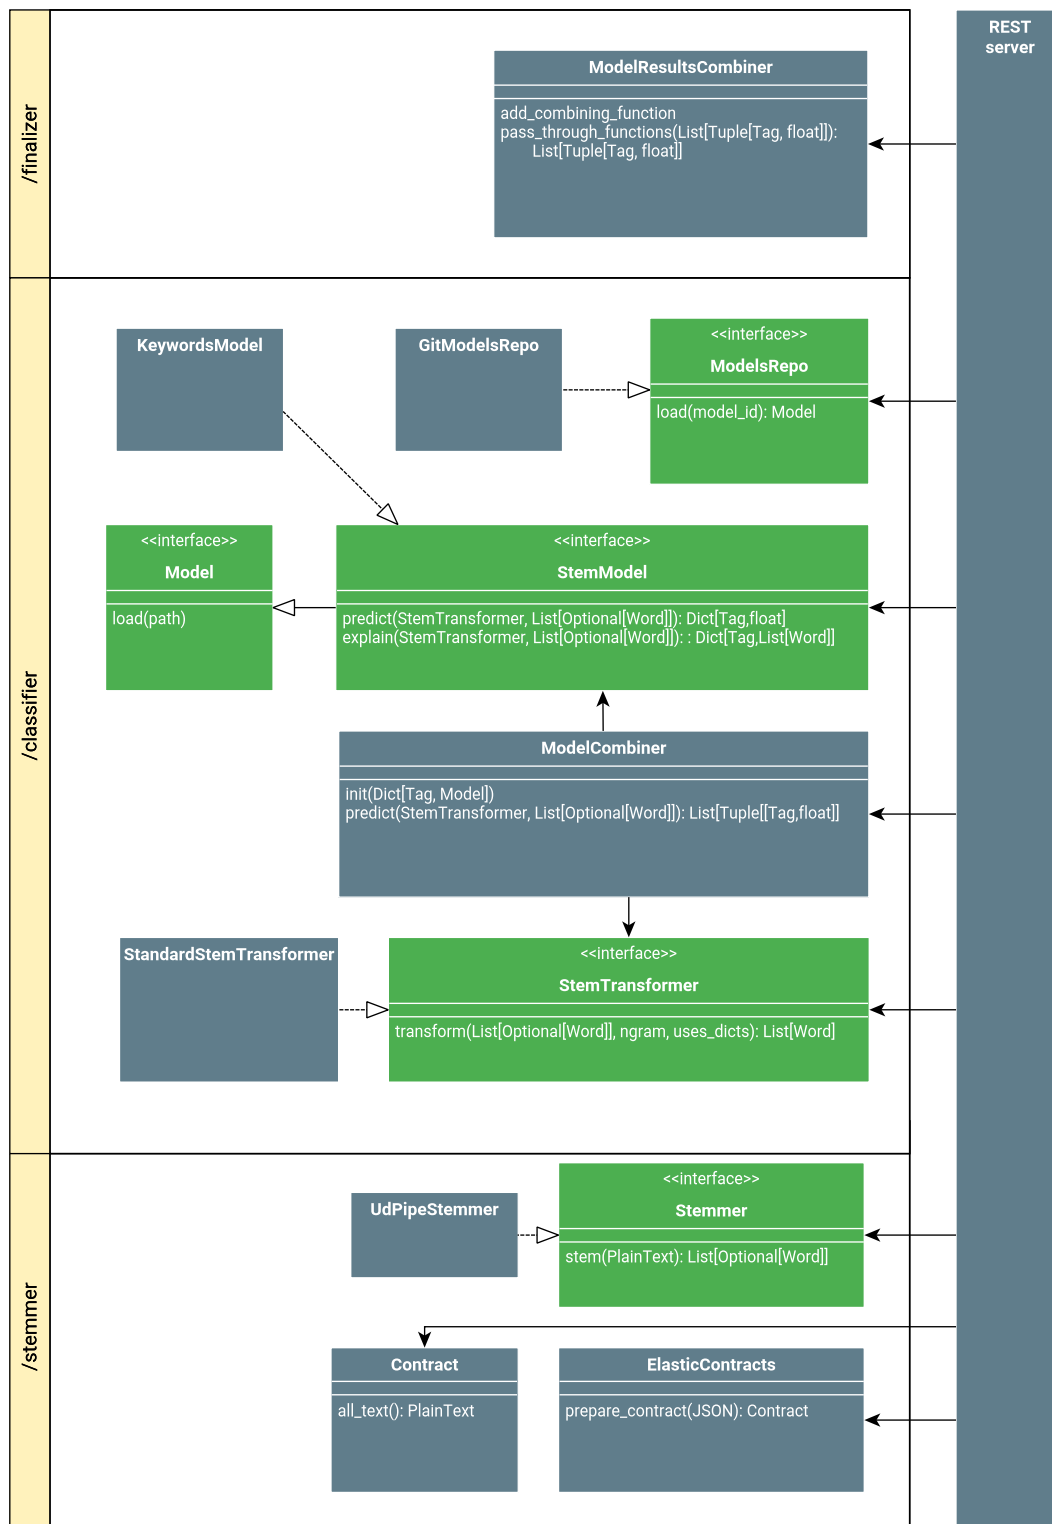 REST
server
/finalizer
ModelResultsCombiner
add_combining_function
pass_through_functions(List[Tuple[Tag, float]]):
List[Tuple[Tag, float]]
/classifier
KeywordsModel
GitModelsRepo
<<interface>>
ModelsRepo
load(model_id): Model
<<interface>>
Model
load(path)
<<interface>>
StemModel
predict(StemTransformer, List[Optional[Word]]): Dict[Tag,float]
explain(StemTransformer, List[Optional[Word]]): : Dict[Tag,List[Word]]
ModelCombiner
init(Dict[Tag, Model])
predict(StemTransformer, List[Optional[Word]]): List[Tuple[[Tag,float]]
StandardStemTransformer
<<interface>>
StemTransformer
transform(List[Optional[Word]], ngram, uses_dicts): List[Word]
/stemmer
UdPipeStemmer
<<interface>>
Stemmer
stem(PlainText): List[Optional[Word]]
Contract
all_text(): PlainText
ElasticContracts
prepare_contract(JSON): Contract